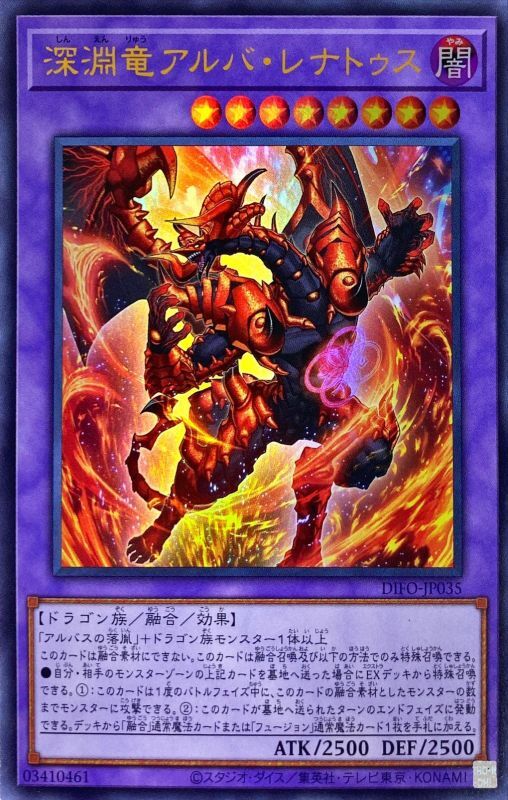 深淵竜アルバ・レナトゥス
闇
DIFO-JP035
【ドラゴン族／融合／効果】
「アルバスの落胤」＋ドラゴン族モンスター１体以上
このカードは融合素材にできない。このカードは融合召喚及び以下の方法でのみ特殊召喚できる。
●自分・相手のモンスターゾーンの上記カードを墓地へ送った場合にEXデッキから特殊召喚
できる。①：このカードは１度のバトルフェイズ中に、このカードの融合素材としたモンスターの数
までモンスターに攻撃できる。②：このカードが墓地へ送られたターンのエンドフェイズに発動
できる。デッキから「融合」通常魔法カードまたは「フュージョン」通常魔法カード１枚を手札に加える。
ATK/2500 DEF/2500
03410461 ©スタジオ・ダイス／集英社・テレビ東京・KONAMI